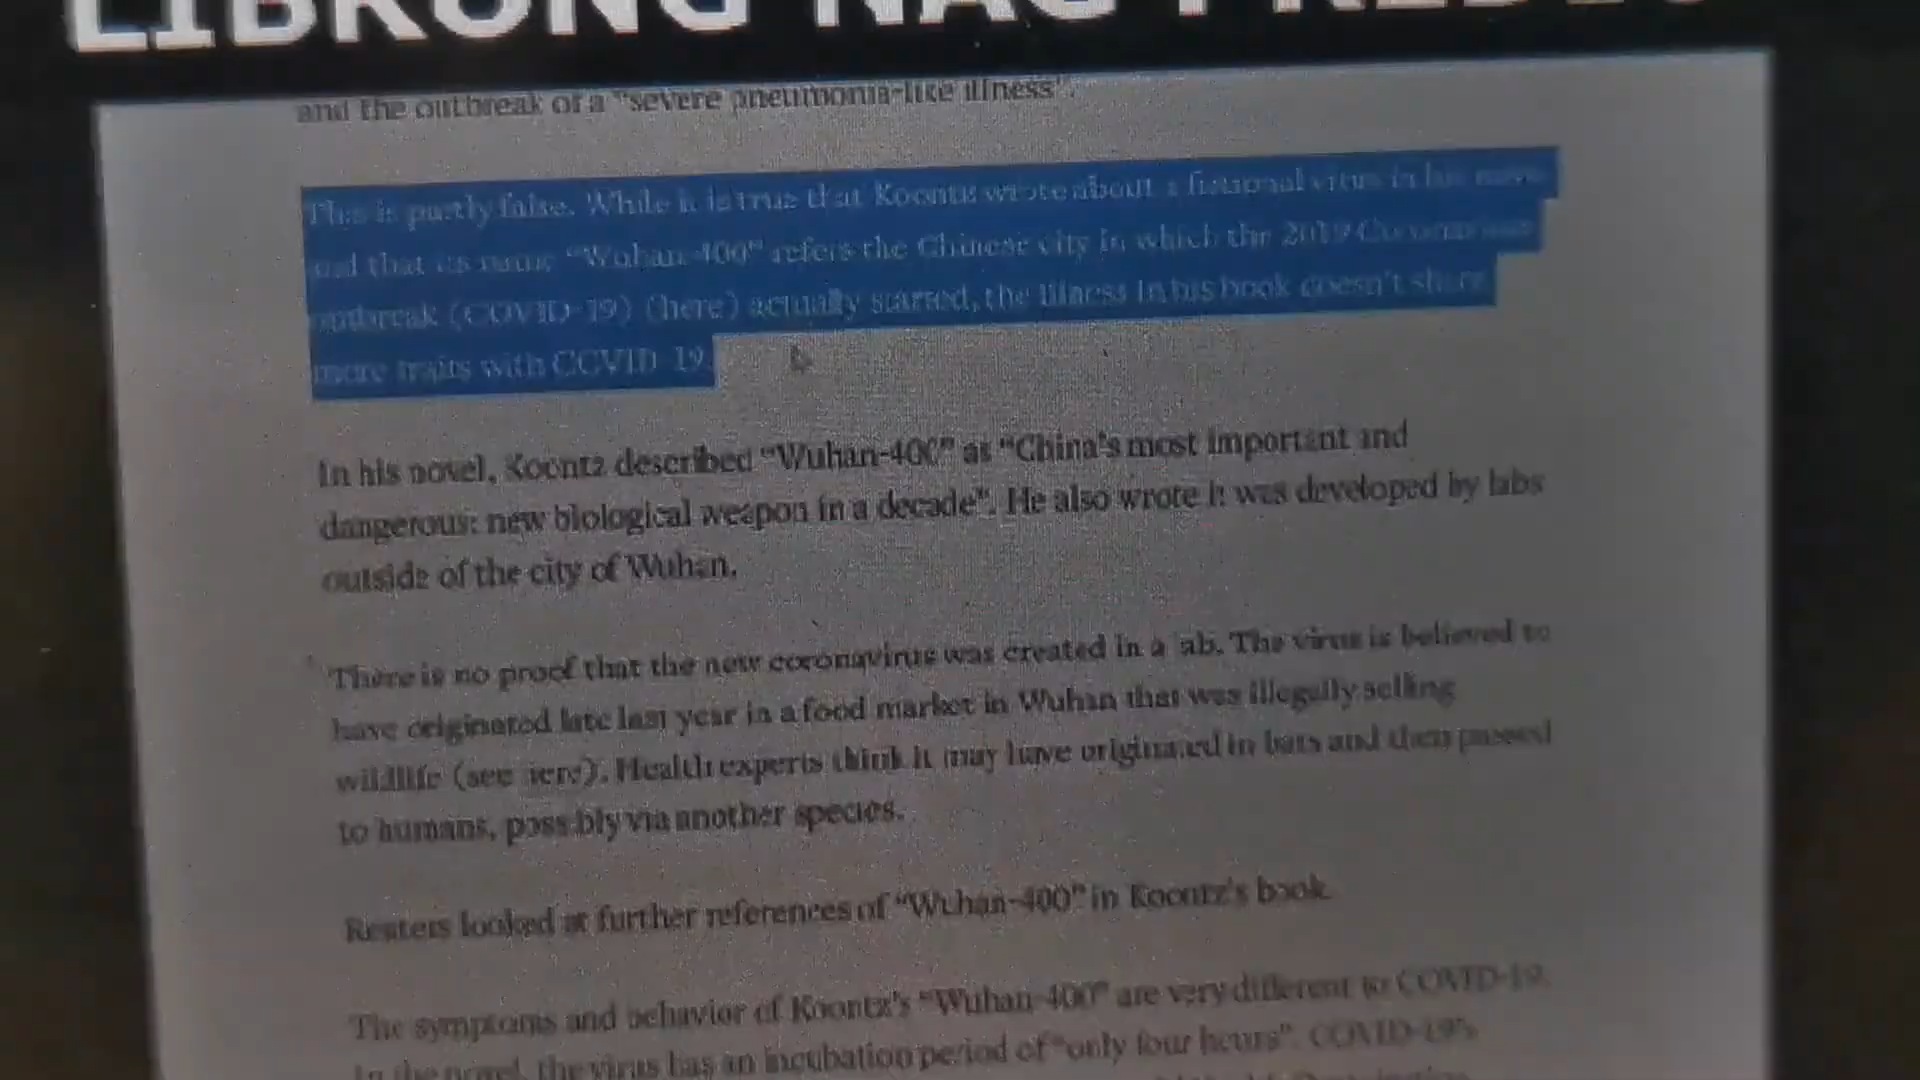 LIBRONG NAG PREDIC
and the outbreak of a "severe pneumonia-like illness".
This is partly false. While it is true that Koontz wrote about a fictional virus in his novel
and that its name "Wuhan-400" refers the Chinese city in which the 2019 Coronavirus
outbreak (COVID-19) (here) actually started, the illness in his book doesn't share
more traits with COVID-19.
In his novel, Koontz described "Wuhan-400" as "China's most important and
dangerous: new biological weapon in a decade". He also wrote it was developed by labs
outside of the city of Wuhan.
There is no proof that the new coronavirus was created in a lab. The virus is believed to
have originated late last year in a food market in Wuhan that was illegally selling
wildlife (see here). Health experts think it may have originated in bats and then passed
to humans, possibly via another species.
Reuters looked at further references of "Wuhan-400" in Koontz's book.
The symptoms and behavior of Koontz's "Wuhan-400" are very different to COVID-19.
In the novel, the virus has an incubation period of "only four hours". COVID-19's